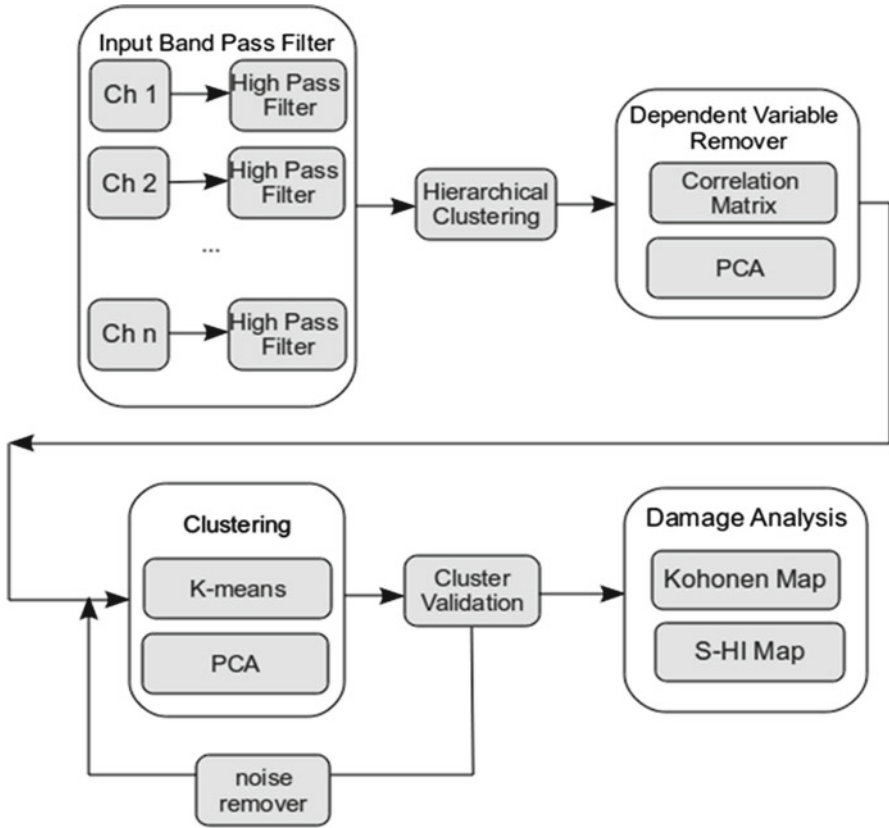 Input Band Pass Filter
Ch 1
High Pass
Filter
Ch 2
High Pass
Filter
...
Ch n
High Pass
Filter
Hierarchical
Clustering
Dependent Variable
Remover
Correlation
Matrix
PCA
Clustering
K-means
PCA
Cluster
Validation
noise
remover
Damage Analysis
Kohonen Map
S-HI Map